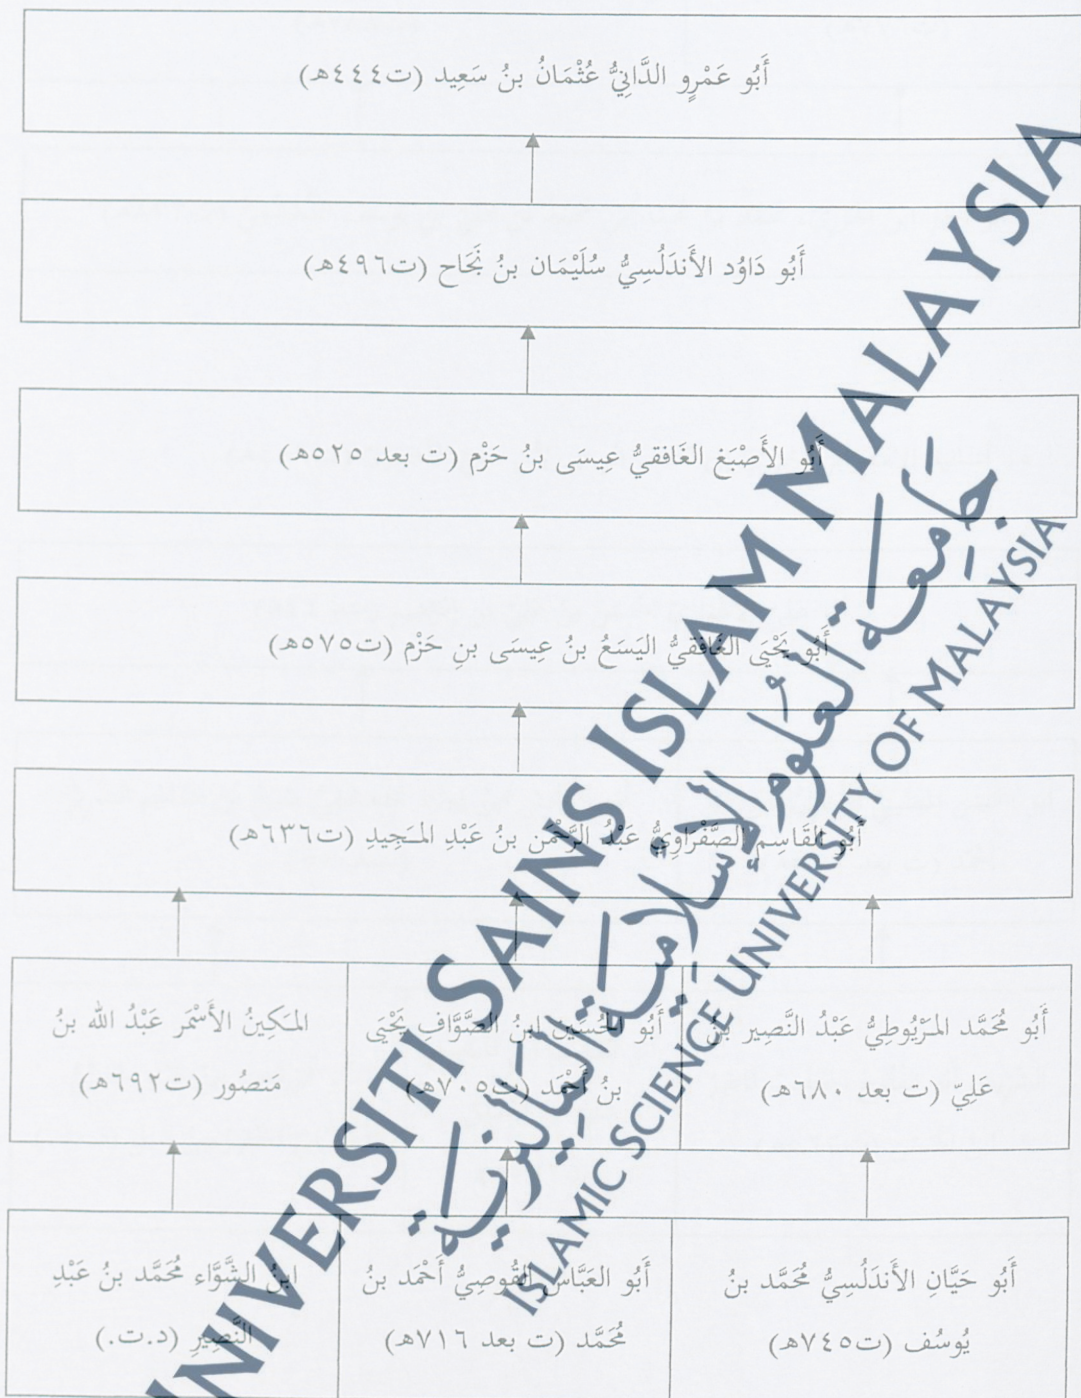 أَبُو عَمْرٍو الدَّانِيُّ عُثْمَانُ بنُ سَعِيد (ت٤٤٤هـ)
أَبُو دَاوُد الأَندَلُسِيُّ سُلَيْمَان بنُ نَجَاح (ت٤٩٦هـ)
أَبُو الأَصْبَغ الغَافقيُّ عِيسَى بنُ حَزْم (ت بعد ٥٢٥هـ)
أَبُو يَحْيَى الغَافقيُّ اليَسَعُ بنُ عِيسَى بنِ حَزْم (ت٥٧٥هـ)
أَبُو القَاسِم الصَّفْرَاوِيُّ عَبْدُ الرَّحْمَن بنُ عَبْدِ المَـجِيدِ (ت٦٣٦هـ)
أَبُو مُحَمَّد المَرْيُوطِيُّ عَبْدُ النَّصِير بنُ
عَلِيّ (ت بعد ٦٨٠هـ)
أَبُو الحُسَيْن ابنُ الصَّوَّافِ يَحْيَى
بنُ أَحْمَد (ت٧٠٥هـ)
المَـكِينُ الأَسْمَر عَبْدُ الله بنُ
مَنصُور (ت٦٩٢هـ)
أَبُو حَيَّانِ الأَندَلُسِيُّ مُحَمَّد بنُ
يُوسُف (ت٧٤٥هـ)
أَبُو العَبَّاس القُوصِيُّ أَحْمَد بنُ
مُحَمَّد (ت بعد ٧١٦هـ)
ابنُ الشَّوَّاء مُحَمَّد بنُ عَبْدِ
النَّصِيرِ (د.ت.)
UNIVERSITI SAINS ISLAM MALAYSIA
جامعة العلوم الإسلامية الماليزية
ISLAMIC SCIENCE UNIVERSITY OF MALAYSIA